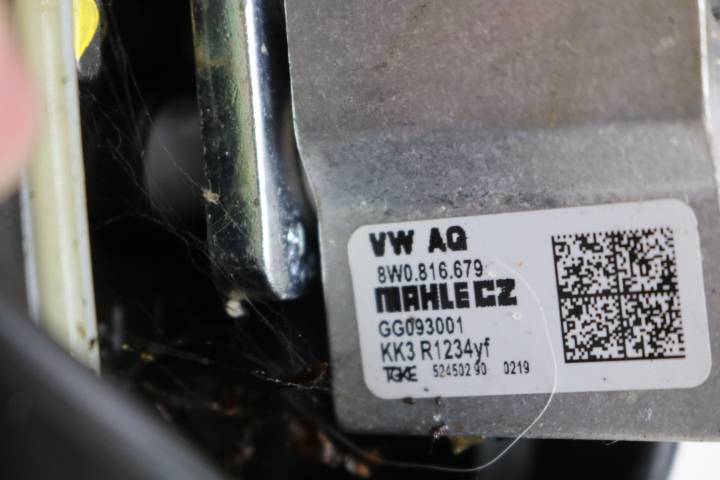 VW AQ
8W0.816.679
MAHLE CZ
GG093001
KK3 R1234yf
TGKE 52450290 0219